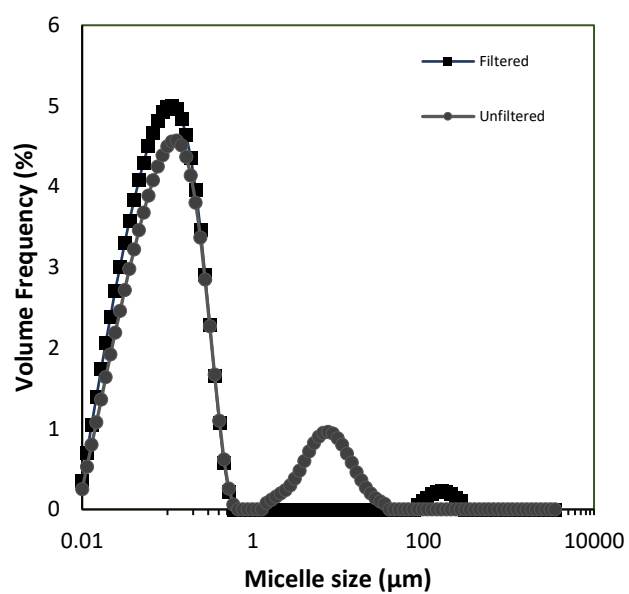 6
5
4
3
2
1
0
Volume Frequency (%)
Filtered
Unfiltered
0.01
1
100
10000
Micelle size (µm)